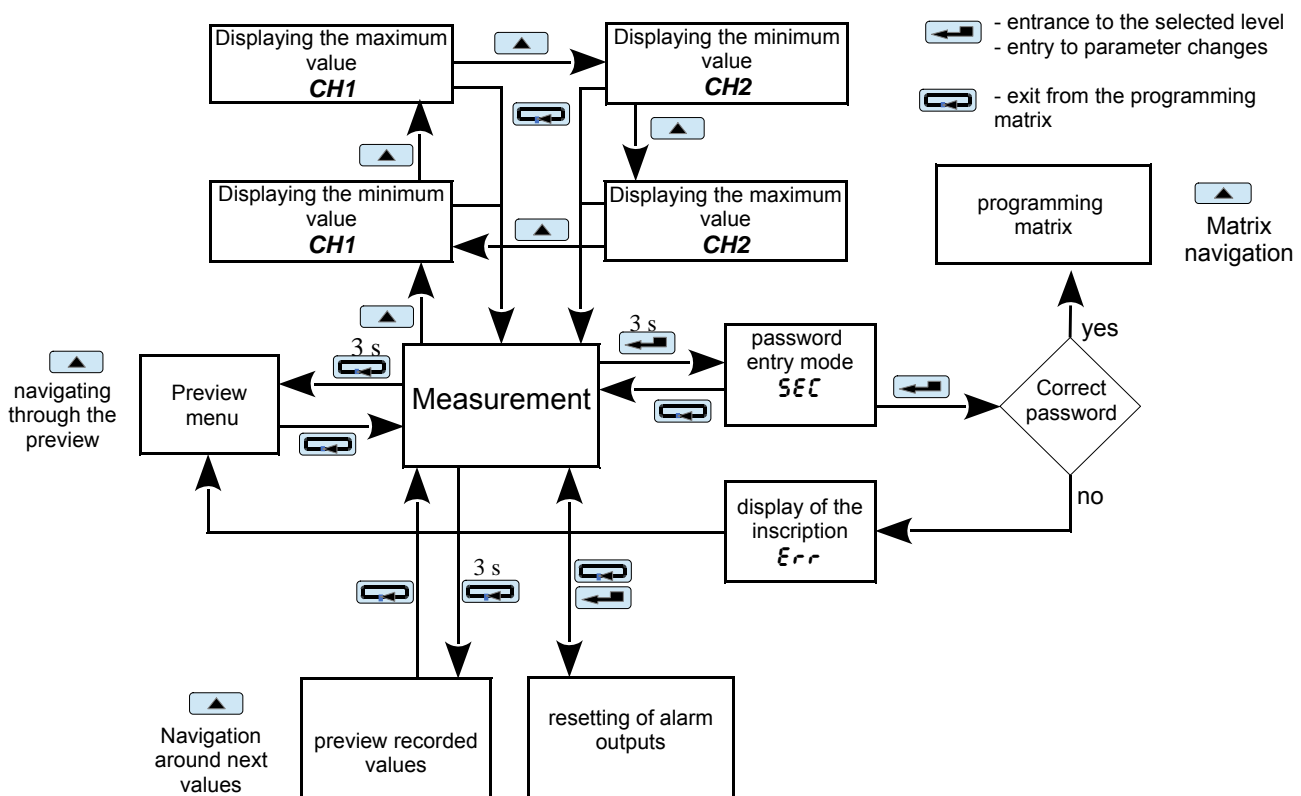 Displaying the maximum
value
CH1
Displaying the minimum
value
CH2
- entrance to the selected level
- entry to parameter changes
- exit from the programming
matrix
Displaying the minimum
value
CH1
Displaying the maximum
value
CH2
programming
matrix
Matrix
navigation
navigating
through the
preview
Preview
menu
3 s
Measurement
3 s
password
entry mode
SEC
yes
Correct
password
no
display of the
inscription
Err
3 s
Navigation
around next
values
preview recorded
values
resetting of alarm
outputs